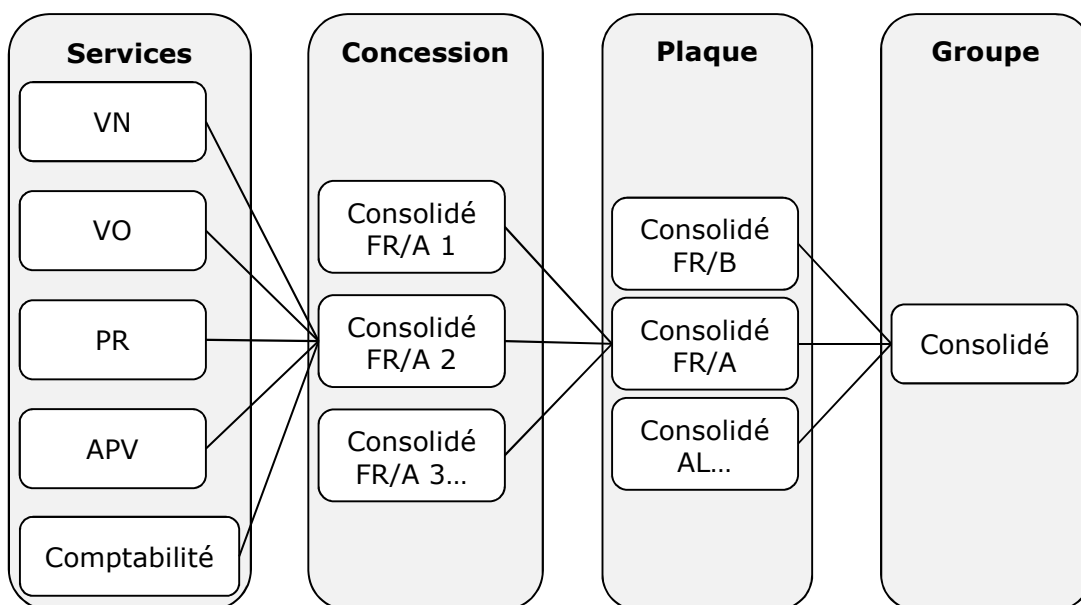 Services
VN
VO
PR
APV
Comptabilité
Concession
Consolidé
FR/A 1
Consolidé
FR/A 2
Consolidé
FR/A 3...
Plaque
Consolidé
FR/B
Consolidé
FR/A
Consolidé
AL...
Groupe
Consolidé